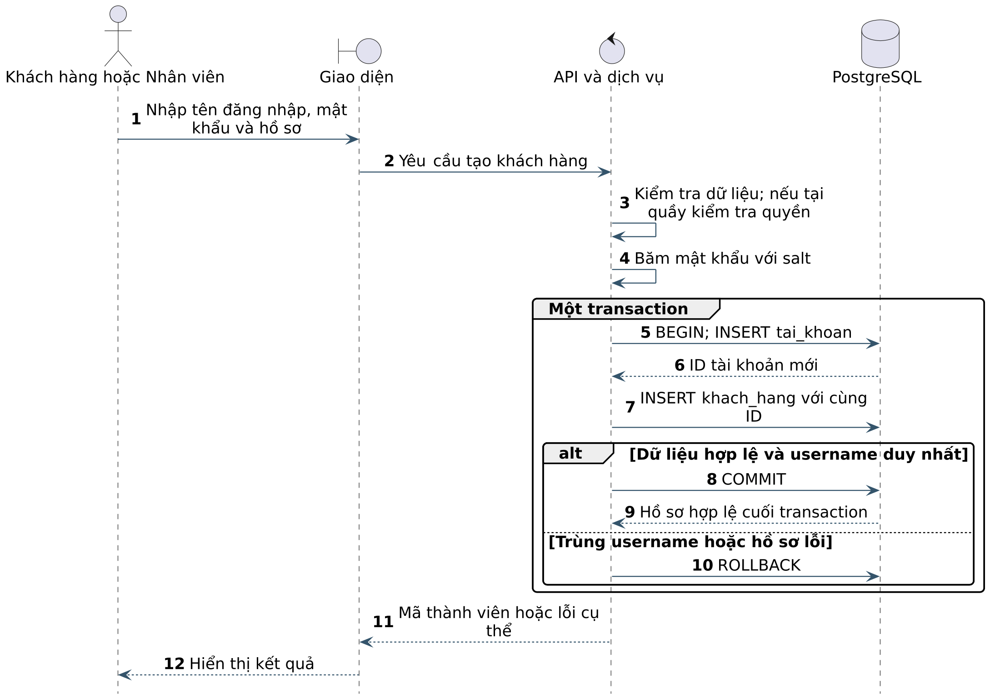 Khách hàng hoặc Nhân viên
Giao diện
API và dịch vụ
PostgreSQL
1 Nhập tên đăng nhập, mật
khẩu và hồ sơ
2 Yêu cầu tạo khách hàng
3 Kiểm tra dữ liệu; nếu tại
quầy kiểm tra quyền
4 Băm mật khẩu với salt
Một transaction
5 BEGIN; INSERT tai_khoan
6 ID tài khoản mới
7 INSERT khach_hang với cùng
ID
alt [Dữ liệu hợp lệ và username duy nhất]
8 COMMIT
9 Hồ sơ hợp lệ cuối transaction
[Trùng username hoặc hồ sơ lỗi]
10 ROLLBACK
11 Mã thành viên hoặc lỗi cụ
thể
12 Hiển thị kết quả